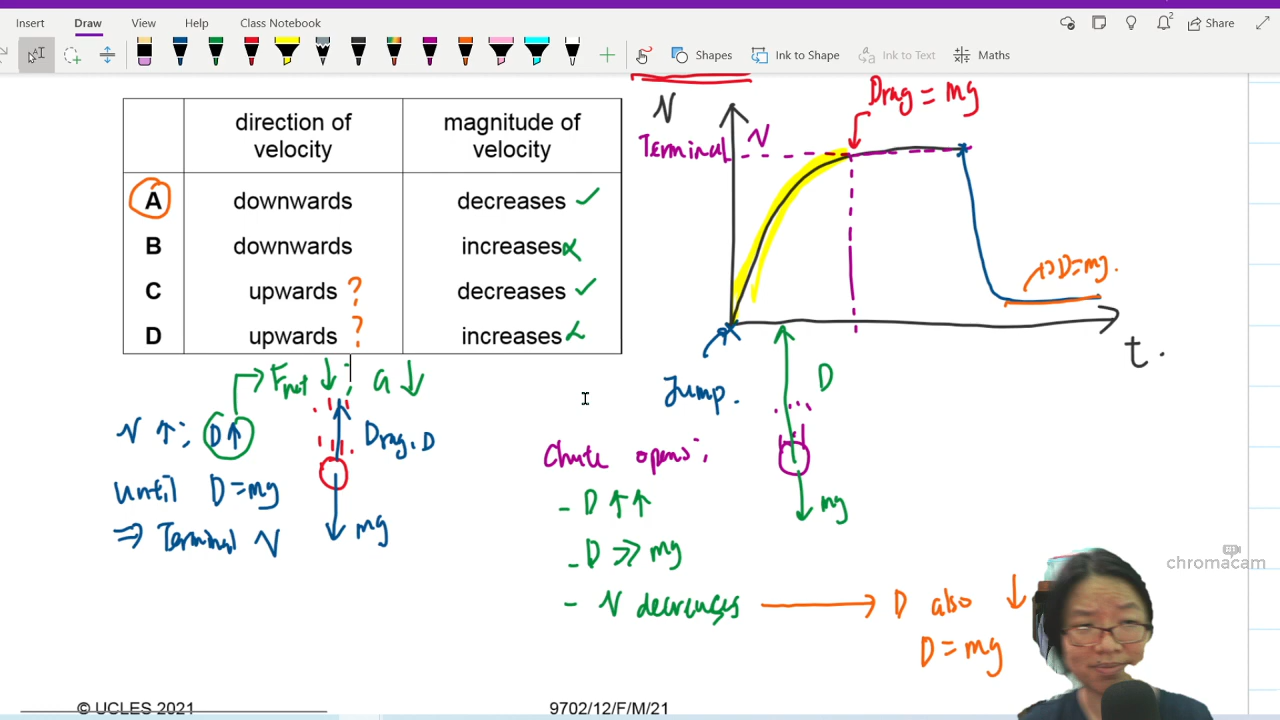 Insert Draw View Help Class Notebook
2 Share
Shapes Ink to Shape Ink to Text Maths
direction of velocity magnitude of velocity
A downwards decreases ✓
B downwards increases
C upwards ? decreases ✓
D upwards ? increases
Fnet ↓ ; a ↓
V ↑; D↑
Drag, D
until D = mg
⇒ Terminal V
mg
V
Terminal V
Drag = mg
D=mg.
t.
Jump.
D
mg
Chute opens;
- D ↑↑
- D ≫ mg
- V decreases → D also ↓
D = mg
chromacam
© UCLES 2021 9702/12/F/M/21